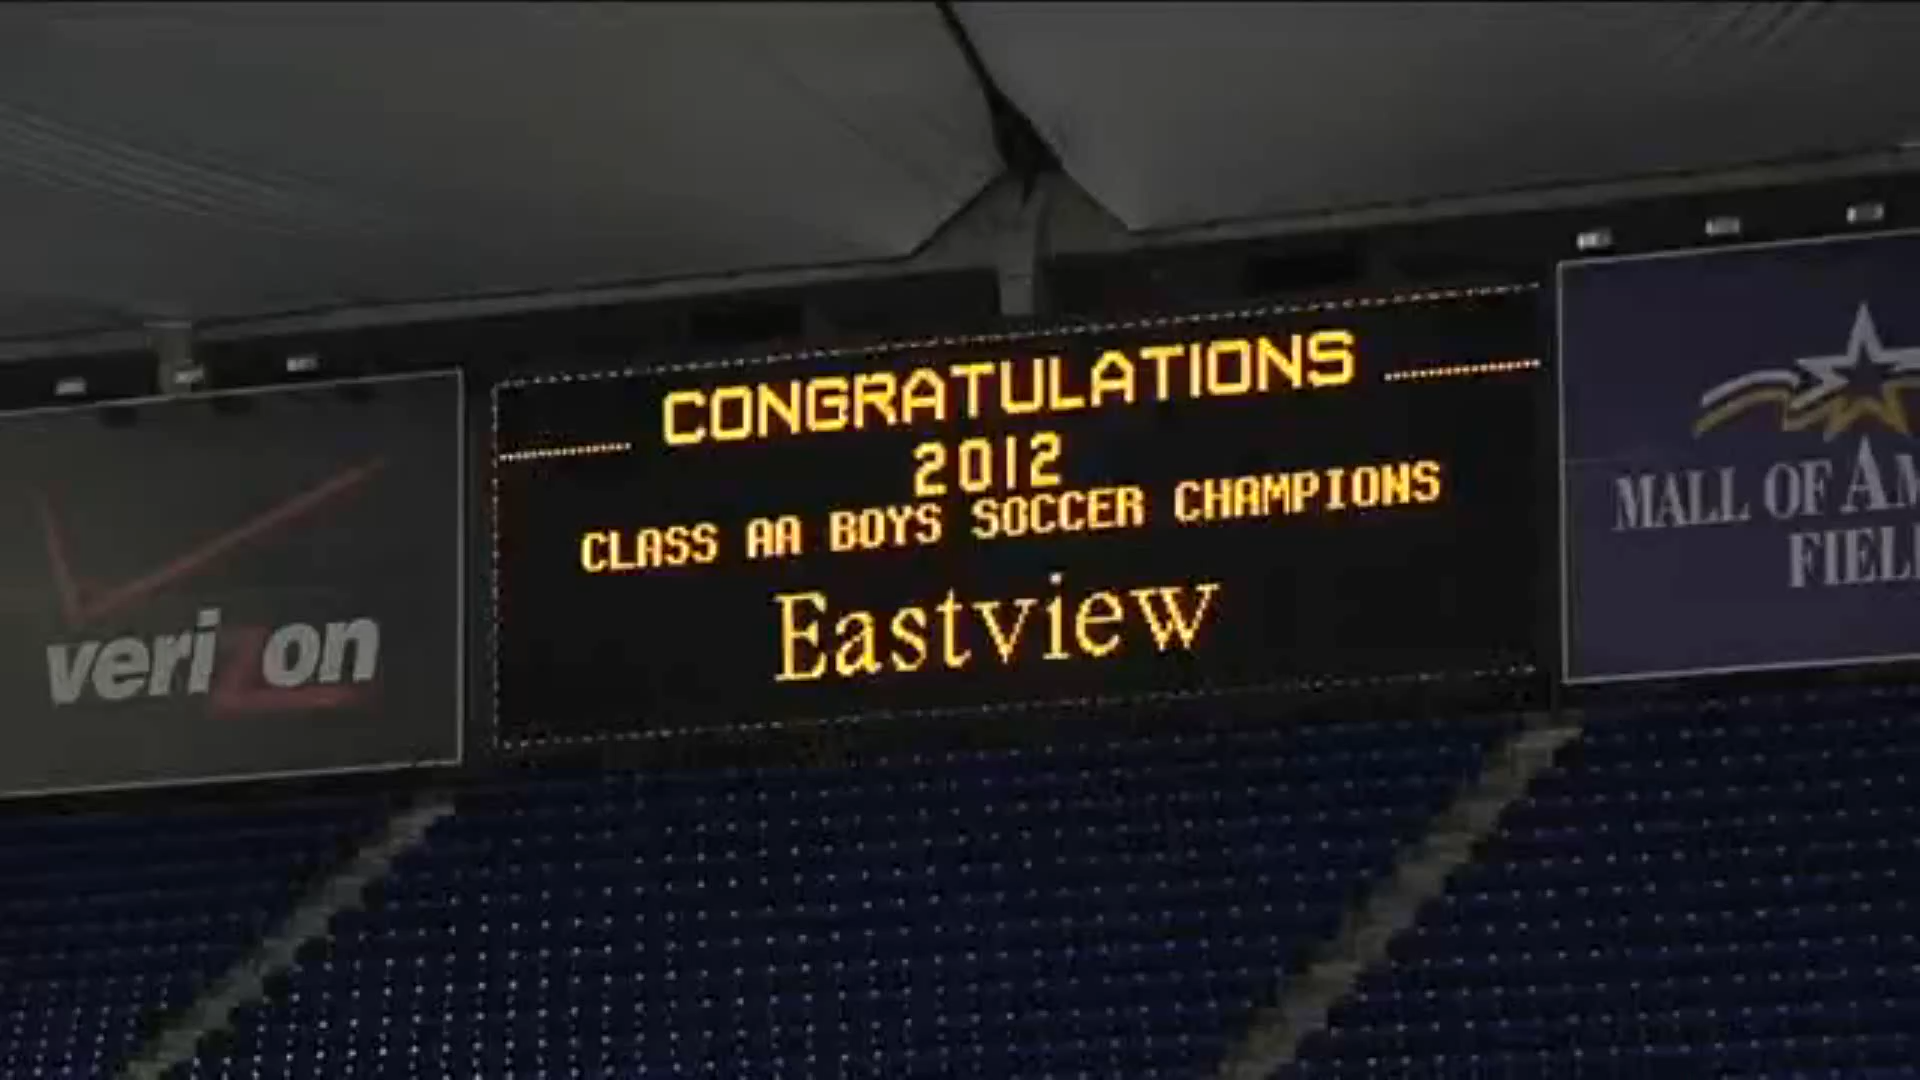 CONGRATULATIONS
2012
CLASS AA BOYS SOCCER CHAMPIONS
Eastview
verizon
MALL OF AM
FIEL